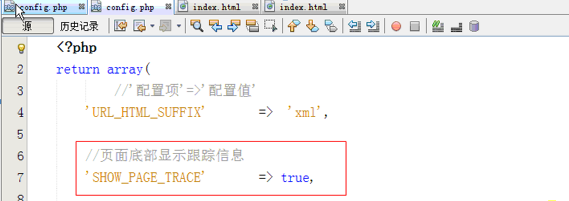 config.php config.php index.html index.html
源 历史记录
1 <?php
2 return array(
3 //'配置项'=>'配置值'
4 'URL_HTML_SUFFIX' => 'xml',
5
6 //页面底部显示跟踪信息
7 'SHOW_PAGE_TRACE' => true,
8